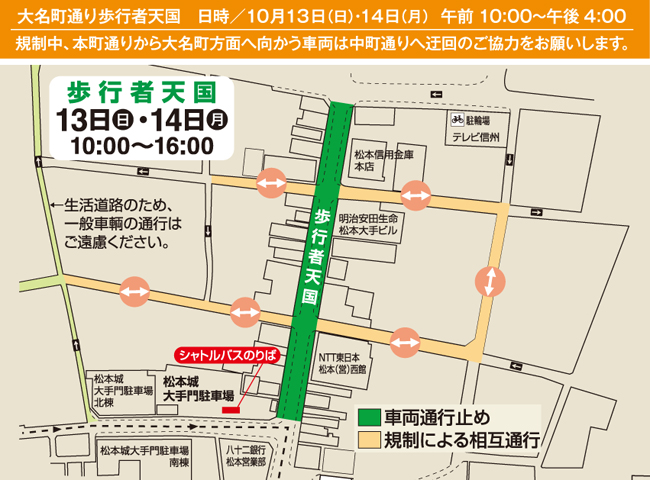 大名町通り歩行者天国　日時／10月13日(日)・14日(月)　午前 10:00〜午後 4:00
規制中、本町通りから大名町方面へ向かう車両は中町通りへ迂回のご協力をお願いします。
歩行者天国
13日日・14日月
10:00〜16:00
駐輪場
テレビ信州
松本信用金庫
本店
←生活道路のため、
一般車輌の通行は
ご遠慮ください。
歩行者天国
明治安田生命
松本大手ビル
シャトルバスのりば
NTT東日本
松本(営)西館
松本城
大手門駐車場
北棟
松本城
大手門駐車場
車両通行止め
規制による相互通行
松本城大手門駐車場
南棟
八十二銀行
松本営業部